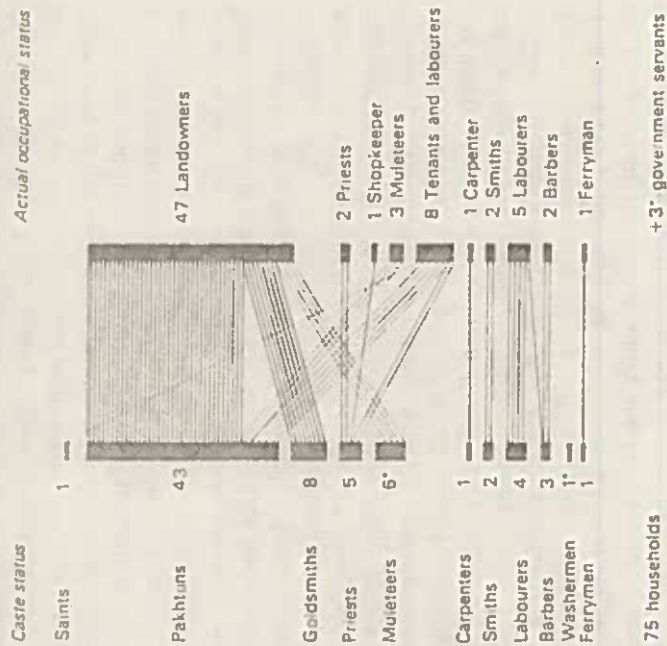 Caste status Actual occupational status
Saints 1
Pakhtuns 43 47 Landowners
Goldsmiths 8
Priests 5 2 Priests
1 Shopkeeper
Muleteers 6* 3 Muleteers
8 Tenants and labourers
Carpenters 1 1 Carpenter
Smiths 2 2 Smiths
Labourers 4 5 Labourers
Barbers 3 2 Barbers
Washermen 1*
Ferrymen 1 1 Ferryman
75 households +3* government servants